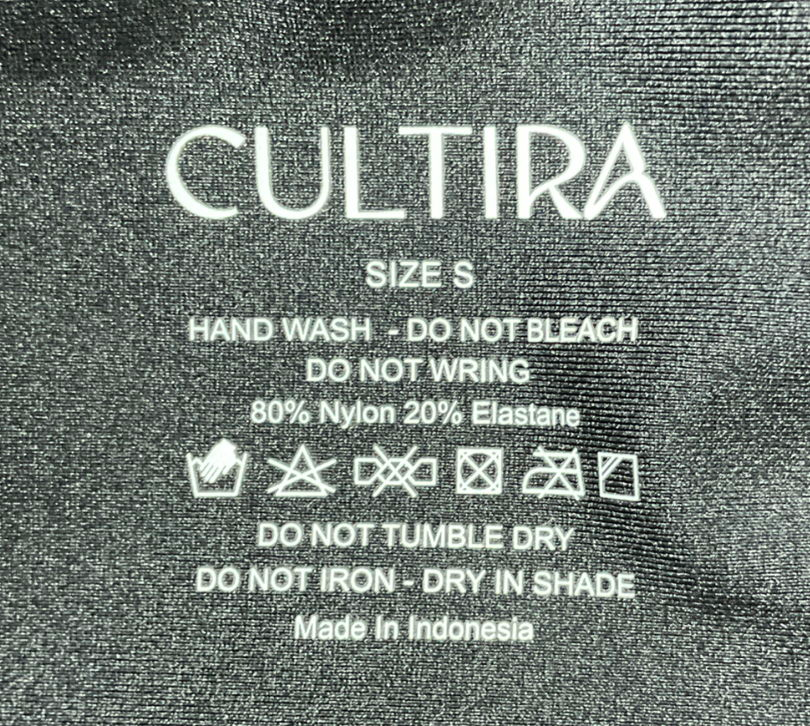 CULTIRA
SIZE S
HAND WASH - DO NOT BLEACH
DO NOT WRING
80% Nylon 20% Elastane
DO NOT TUMBLE DRY
DO NOT IRON - DRY IN SHADE
Made In Indonesia